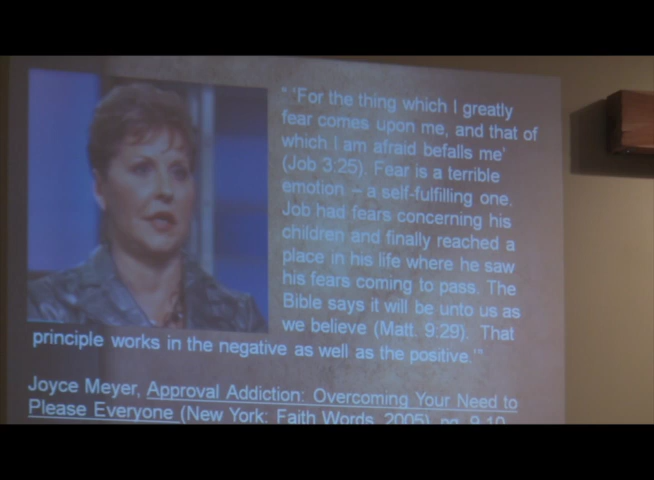 “ ‘For the thing which I greatly
fear comes upon me, and that of
which I am afraid befalls me’
(Job 3:25). Fear is a terrible
emotion – a self-fulfilling one.
Job had fears concerning his
children and finally reached a
place in his life where he saw
his fears coming to pass. The
Bible says it will be unto us as
we believe (Matt. 9:29). That
principle works in the negative as well as the positive.’”
Joyce Meyer, Approval Addiction: Overcoming Your Need to
Please Everyone (New York: Faith Words, 2005), pg. 9-10